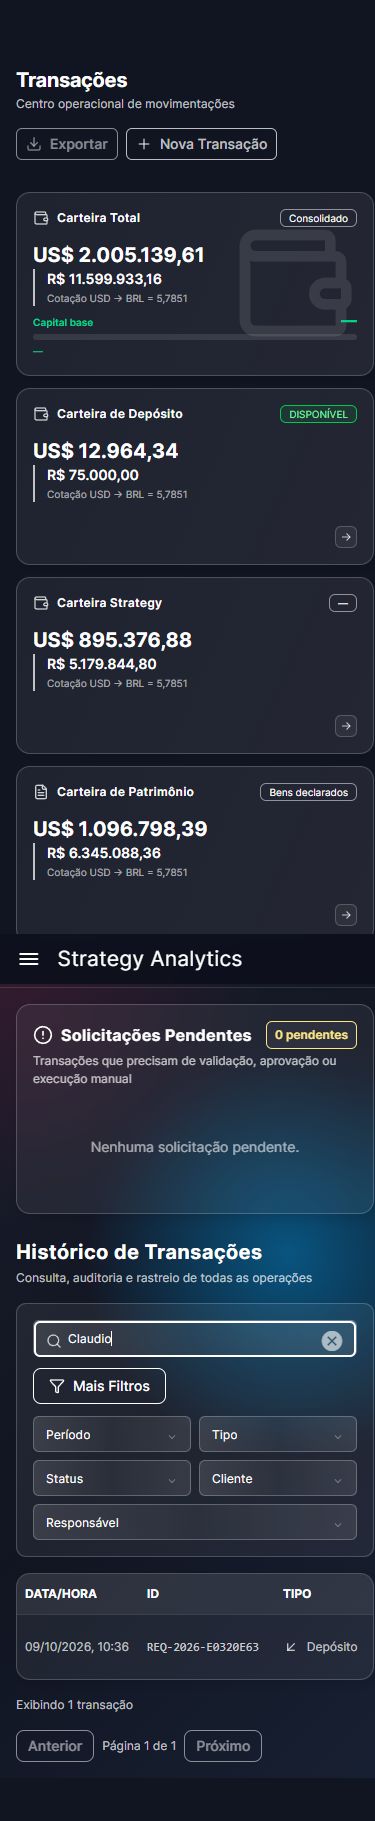 Transações
Centro operacional de movimentações
Exportar
Nova Transação
Carteira Total
Consolidado
US$ 2.005.139,61
R$ 11.599.933,16
Cotação USD → BRL = 5,7851
Capital base
—
—
Carteira de Depósito
DISPONÍVEL
US$ 12.964,34
R$ 75.000,00
Cotação USD → BRL = 5,7851
Carteira Strategy
—
US$ 895.376,88
R$ 5.179.844,80
Cotação USD → BRL = 5,7851
Carteira de Patrimônio
Bens declarados
US$ 1.096.798,39
R$ 6.345.088,36
Cotação USD → BRL = 5,7851
Strategy Analytics
Solicitações Pendentes
0 pendentes
Transações que precisam de validação, aprovação ou
execução manual
Nenhuma solicitação pendente.
Histórico de Transações
Consulta, auditoria e rastreio de todas as operações
Claudio
Mais Filtros
Período
Tipo
Status
Cliente
Responsável
DATA/HORA ID TIPO
09/10/2026, 10:36 REQ-2026-E0320E63 Depósito
Exibindo 1 transação
Anterior Página 1 de 1 Próximo